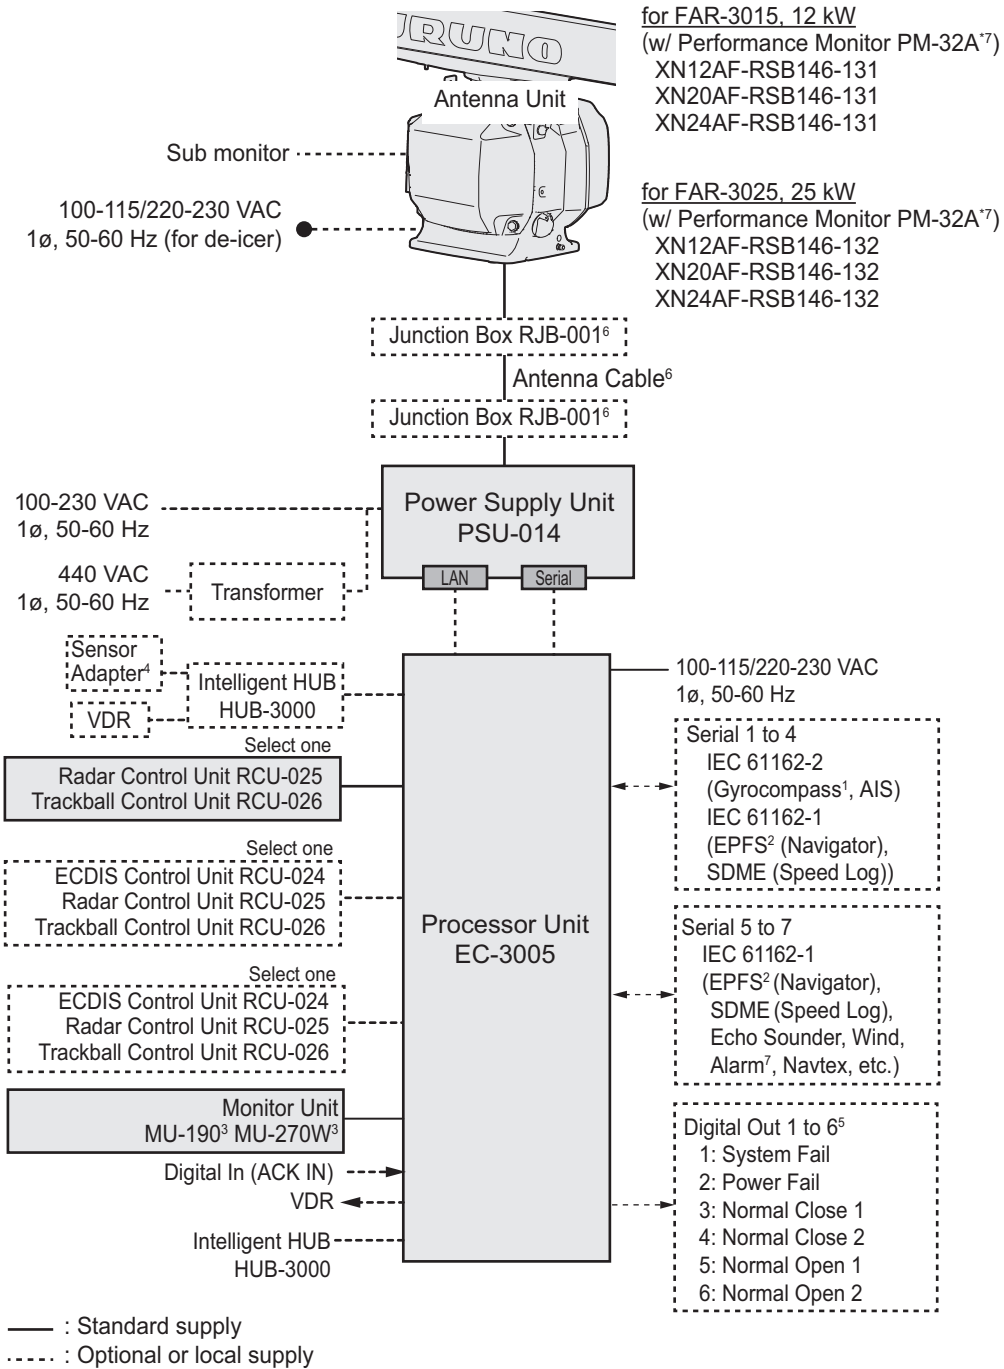 for FAR-3015, 12 kW
(w/ Performance Monitor PM-32A*⁷)
XN12AF-RSB146-131
XN20AF-RSB146-131
XN24AF-RSB146-131
URUNO
Antenna Unit
Sub monitor
100-115/220-230 VAC
1ø, 50-60 Hz (for de-icer)
for FAR-3025, 25 kW
(w/ Performance Monitor PM-32A*⁷)
XN12AF-RSB146-132
XN20AF-RSB146-132
XN24AF-RSB146-132
Junction Box RJB-001⁶
Antenna Cable⁶
Junction Box RJB-001⁶
Power Supply Unit
PSU-014
LAN
Serial
100-230 VAC
1ø, 50-60 Hz
440 VAC
1ø, 50-60 Hz
Transformer
Sensor
Adapter⁴
VDR
Intelligent HUB
HUB-3000
Select one
Radar Control Unit RCU-025
Trackball Control Unit RCU-026
Select one
ECDIS Control Unit RCU-024
Radar Control Unit RCU-025
Trackball Control Unit RCU-026
Select one
ECDIS Control Unit RCU-024
Radar Control Unit RCU-025
Trackball Control Unit RCU-026
Monitor Unit
MU-190³ MU-270W³
Digital In (ACK IN)
VDR
Intelligent HUB
HUB-3000
Processor Unit
EC-3005
100-115/220-230 VAC
1ø, 50-60 Hz
Serial 1 to 4
IEC 61162-2
(Gyrocompass¹, AIS)
IEC 61162-1
(EPFS² (Navigator),
SDME (Speed Log))
Serial 5 to 7
IEC 61162-1
(EPFS² (Navigator),
SDME (Speed Log),
Echo Sounder, Wind,
Alarm⁷, Navtex, etc.)
Digital Out 1 to 6⁵
1: System Fail
2: Power Fail
3: Normal Close 1
4: Normal Close 2
5: Normal Open 1
6: Normal Open 2
: Standard supply
: Optional or local supply